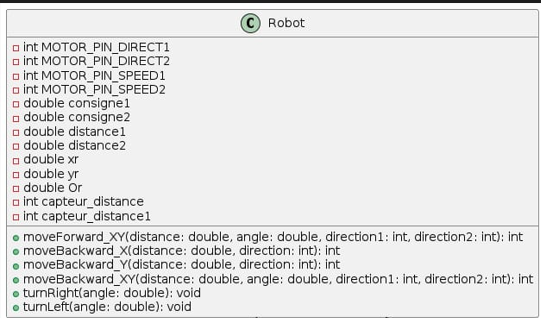 C Robot
int MOTOR_PIN_DIRECT1
int MOTOR_PIN_DIRECT2
int MOTOR_PIN_SPEED1
int MOTOR_PIN_SPEED2
double consigne1
double consigne2
double distance1
double distance2
double xr
double yr
double Or
int capteur_distance
int capteur_distance1
moveForward_XY(distance: double, angle: double, direction1: int, direction2: int): int
moveBackward_X(distance: double, direction: int): int
moveBackward_Y(distance: double, direction: int): int
moveBackward_XY(distance: double, angle: double, direction1: int, direction2: int): int
turnRight(angle: double): void
turnLeft(angle: double): void